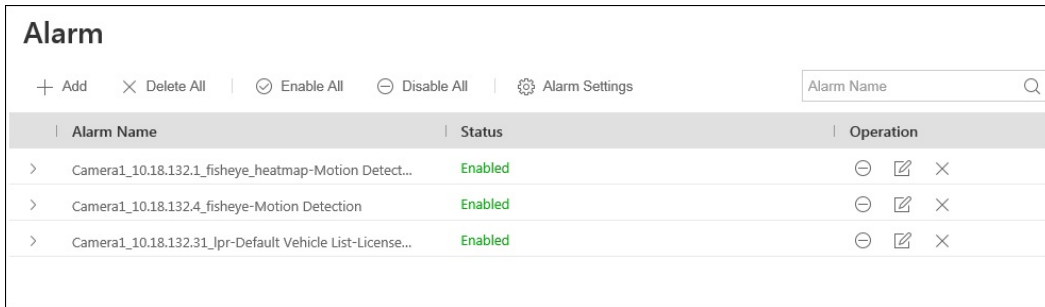 Alarm
Add Delete All Enable All Disable All Alarm Settings Alarm Name
Alarm Name Status Operation
Camera1_10.18.132.1_fisheye_heatmap-Motion Detect... Enabled
Camera1_10.18.132.4_fisheye-Motion Detection Enabled
Camera1_10.18.132.31_lpr-Default Vehicle List-License... Enabled